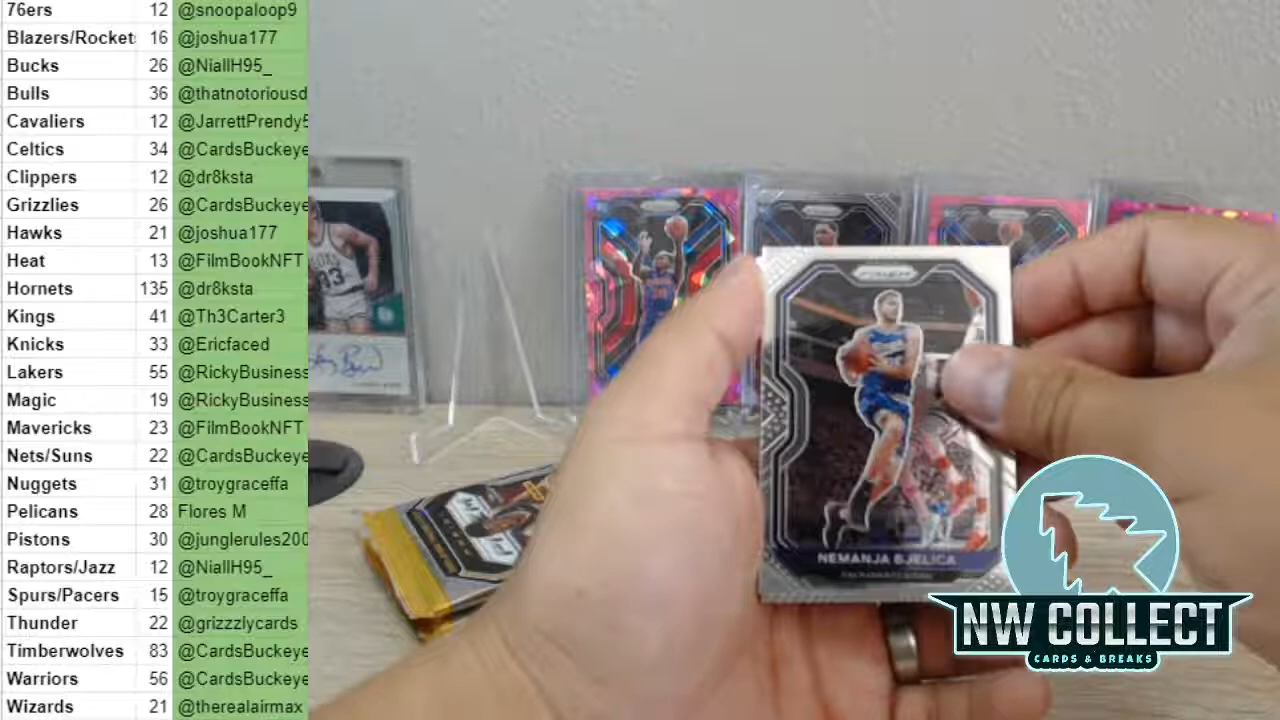 76ers 12 @snoopaloop9
Blazers/Rocket 16 @joshua177
Bucks 26 @NiallH95_
Bulls 36 @thatnotoriousd
Cavaliers 12 @JarrettPrendy5
Celtics 34 @CardsBuckeye
Clippers 12 @dr8ksta
Grizzlies 26 @CardsBuckeye
Hawks 21 @joshua177
Heat 13 @FilmBookNFT
Hornets 135 @dr8ksta
Kings 41 @Th3Carter3
Knicks 33 @Ericfaced
Lakers 55 @RickyBusiness
Magic 19 @RickyBusiness
Mavericks 23 @FilmBookNFT
Nets/Suns 22 @CardsBuckeye
Nuggets 31 @troygraceffa
Pelicans 28 Flores M
Pistons 30 @junglerules200
Raptors/Jazz 12 @NiallH95_
Spurs/Pacers 15 @troygraceffa
Thunder 22 @grizzzlycards
Timberwolves 83 @CardsBuckeye
Warriors 56 @CardsBuckeye
Wizards 21 @therealairmax
PRIZM
NEMANJA BJELICA
33
NW COLLECT
CARDS & BREAKS